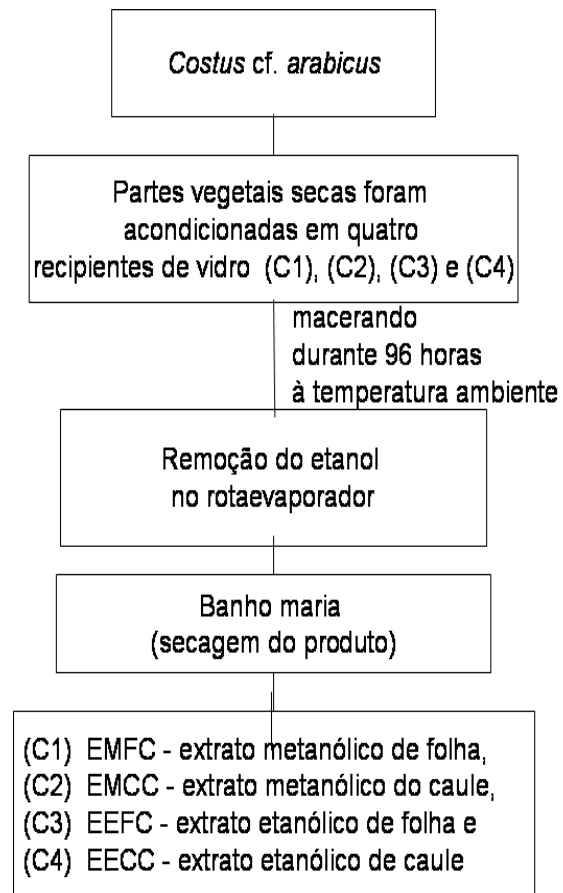 Costus cf. arabicus
Partes vegetais secas foram
acondicionadas em quatro
recipientes de vidro (C1), (C2), (C3) e (C4)
macerando
durante 96 horas
à temperatura ambiente
Remoção do etanol
no rotaevaporador
Banho maria
(secagem do produto)
(C1) EMFC - extrato metanólico de folha,
(C2) EMCC - extrato metanólico do caule,
(C3) EEFC - extrato etanólico de folha e
(C4) EECC - extrato etanólico de caule